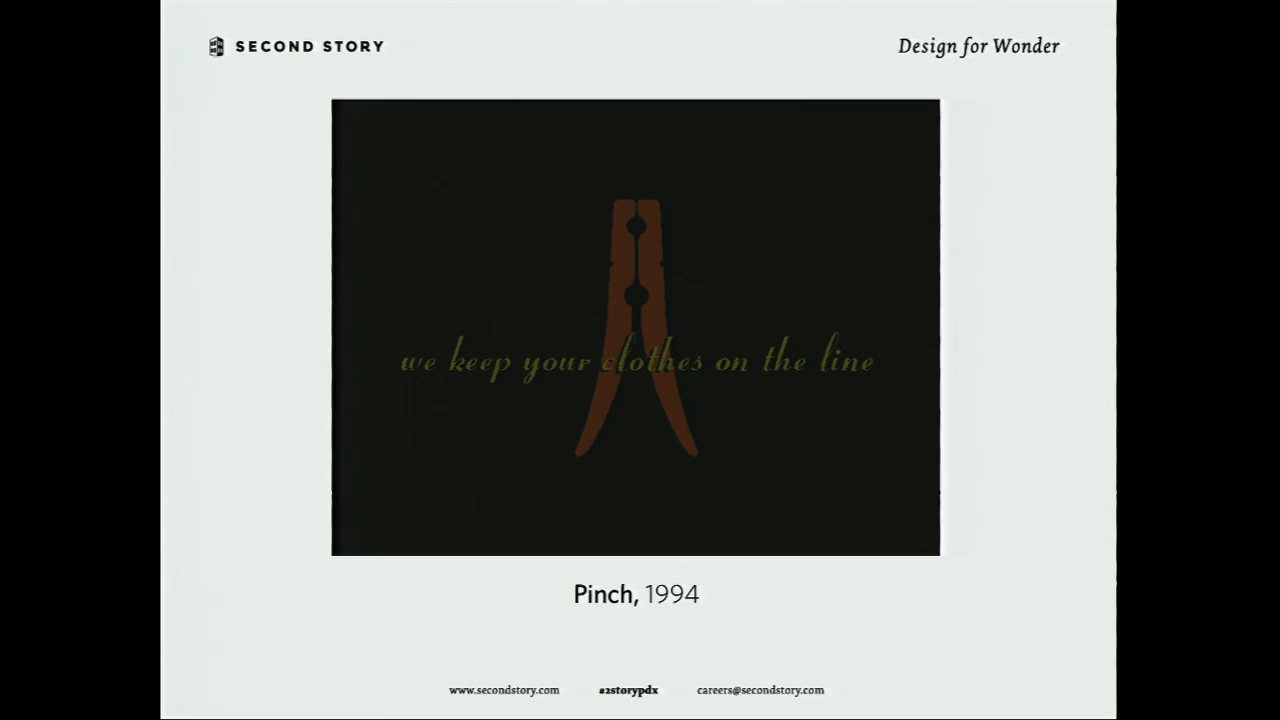 SECOND STORY
Design for Wonder
we keep your clothes on the line
Pinch, 1994
www.secondstory.com
#2storypdx
careers@secondstory.com